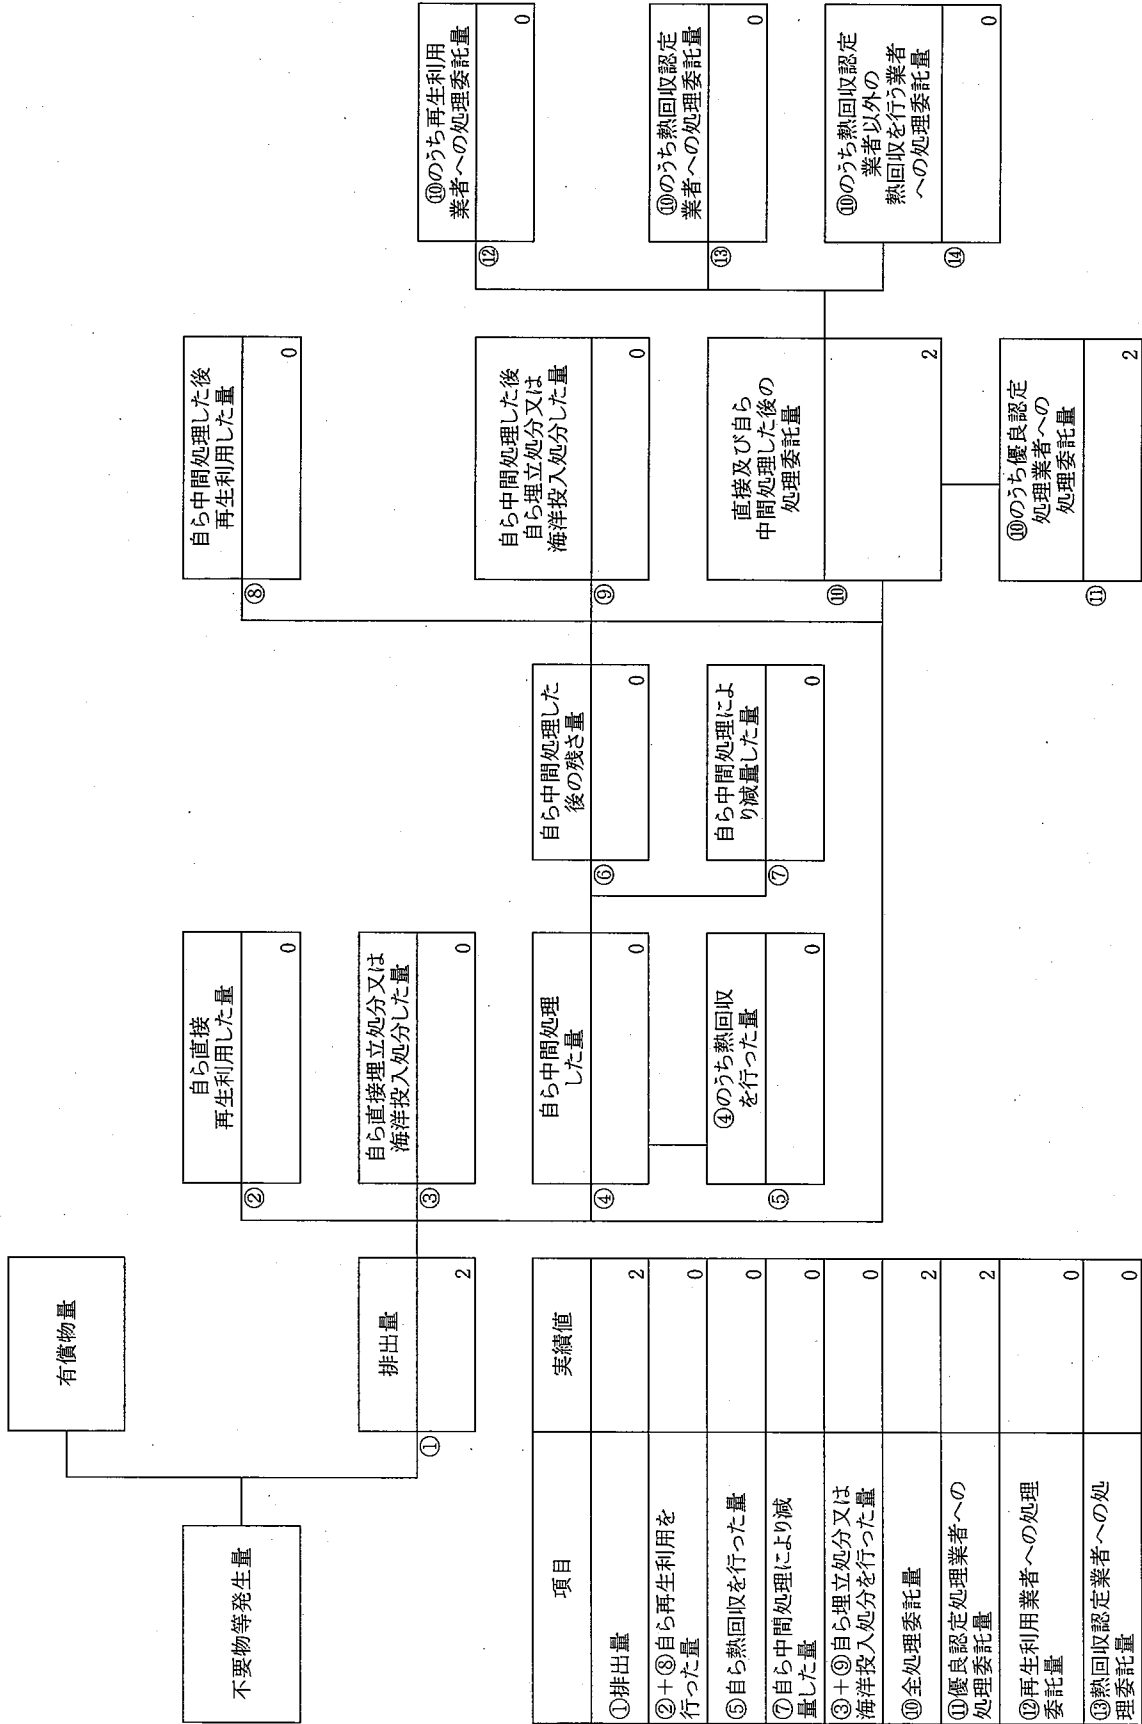 不要物等発生量
有償物量
①
排出量
2
②
自ら直接
再生利用した量
0
③
自ら直接埋立処分又は
海洋投入処分した量
0
④
自ら中間処理
した量
0
⑤
④のうち熱回収
を行った量
0
⑥
自ら中間処理した
後の残さ量
0
⑦
自ら中間処理によ
り減量した量
0
⑧
自ら中間処理した後
再生利用した量
0
⑨
自ら中間処理した後
自ら埋立処分又は
海洋投入処分した量
0
⑩
直接及び自ら
中間処理した後の
処理委託量
2
⑪
⑩のうち優良認定
処理業者への
処理委託量
2
⑫
⑩のうち再生利用
業者への処理委託量
0
⑬
⑩のうち熱回収認定
業者への処理委託量
0
⑭
⑩のうち熱回収認定
業者以外の
熱回収を行う業者
への処理委託量
0
項目 実績値
①排出量 2
②+⑧自ら再生利用を
行った量 0
⑤自ら熱回収を行った量 0
⑦自ら中間処理により減
量した量 0
③+⑨自ら埋立処分又は
海洋投入処分を行った量 0
⑩全処理委託量 2
⑪優良認定処理業者への
処理委託量 2
⑫再生利用業者への処理
委託量 0
⑬熱回収認定業者への処
理委託量 0